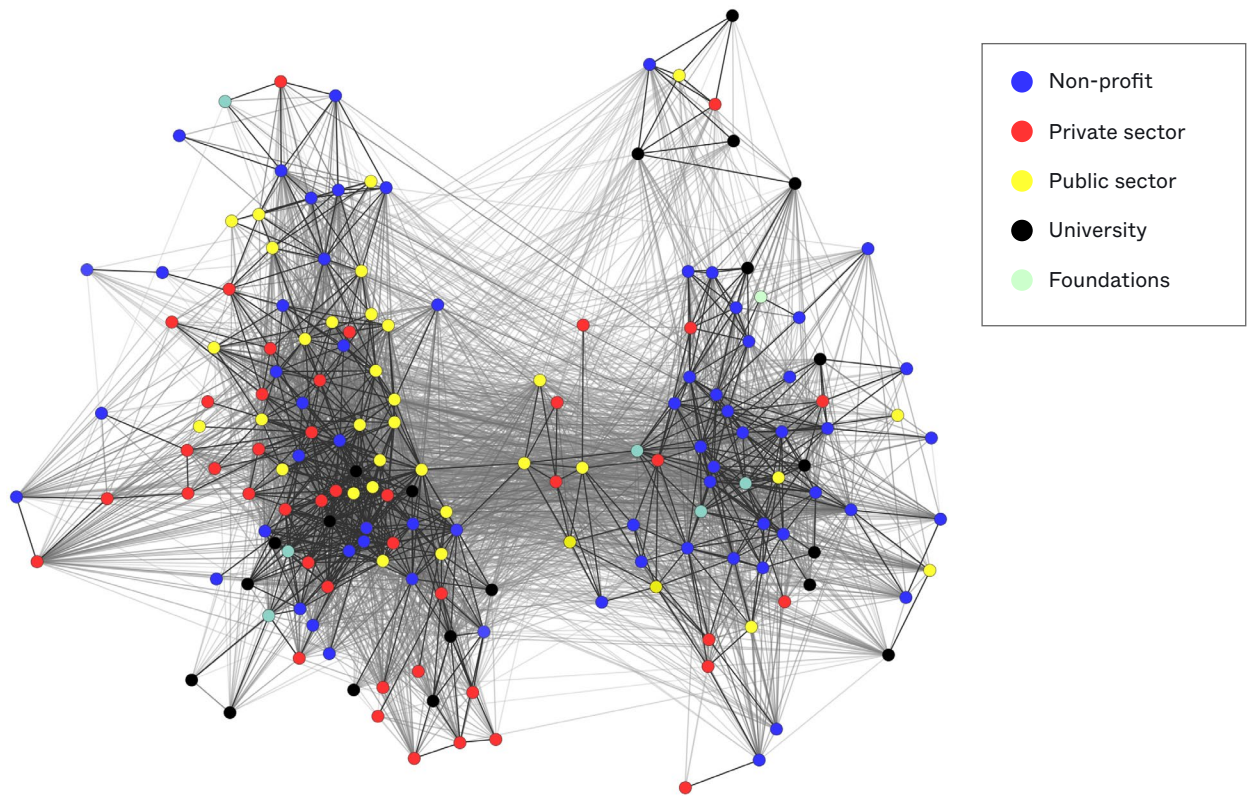 Non-profit
Private sector
Public sector
University
Foundations